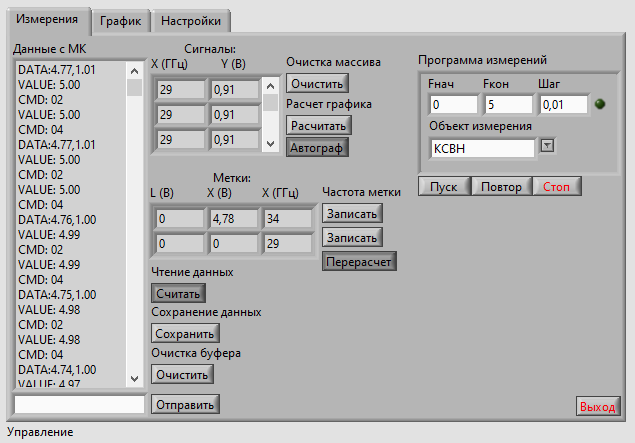 Измерения График Настройки
Данные с МК
DATA:4.77,1.01
VALUE: 5.00
CMD: 02
VALUE: 5.00
CMD: 04
DATA:4.77,1.01
VALUE: 5.00
CMD: 02
VALUE: 5.00
CMD: 04
DATA:4.76,1.00
VALUE: 4.99
CMD: 02
VALUE: 4.99
CMD: 04
DATA:4.75,1.00
VALUE: 4.98
CMD: 02
VALUE: 4.98
CMD: 04
DATA:4.74,1.00
VALUE: 4.97
Сигналы:
X (ГГц) Y (В)
29 0,91
29 0,91
29 0,91
Очистка массива
Очистить
Расчет графика
Расчитать
Автограф
Метки:
L (В) X (В) X (ГГц)
0 4,78 34
0 0 29
Частота метки
Записать
Записать
Перерасчет
Чтение данных
Считать
Сохранение данных
Сохранить
Очистка буфера
Очистить
Отправить
Программа измерений
Fнач Fкон Шаг
0 5 0,01
Объект измерения
КСВН
Пуск Повтор Стоп
Выход
Управление